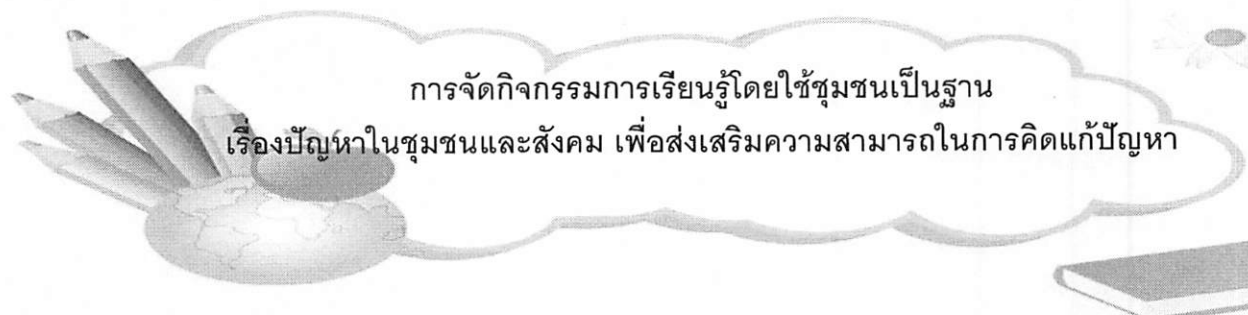 การจัดกิจกรรมการเรียนรู้โดยใช้ชุมชนเป็นฐาน
เรื่องปัญหาในชุมชนและสังคม เพื่อส่งเสริมความสามารถในการคิดแก้ปัญหา